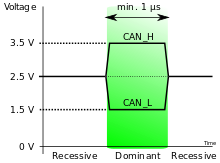 Voltage
min. 1 µs
CAN_H
3.5 V
2.5 V
CAN_L
1.5 V
0 V
Time
Recessive Dominant Recessive